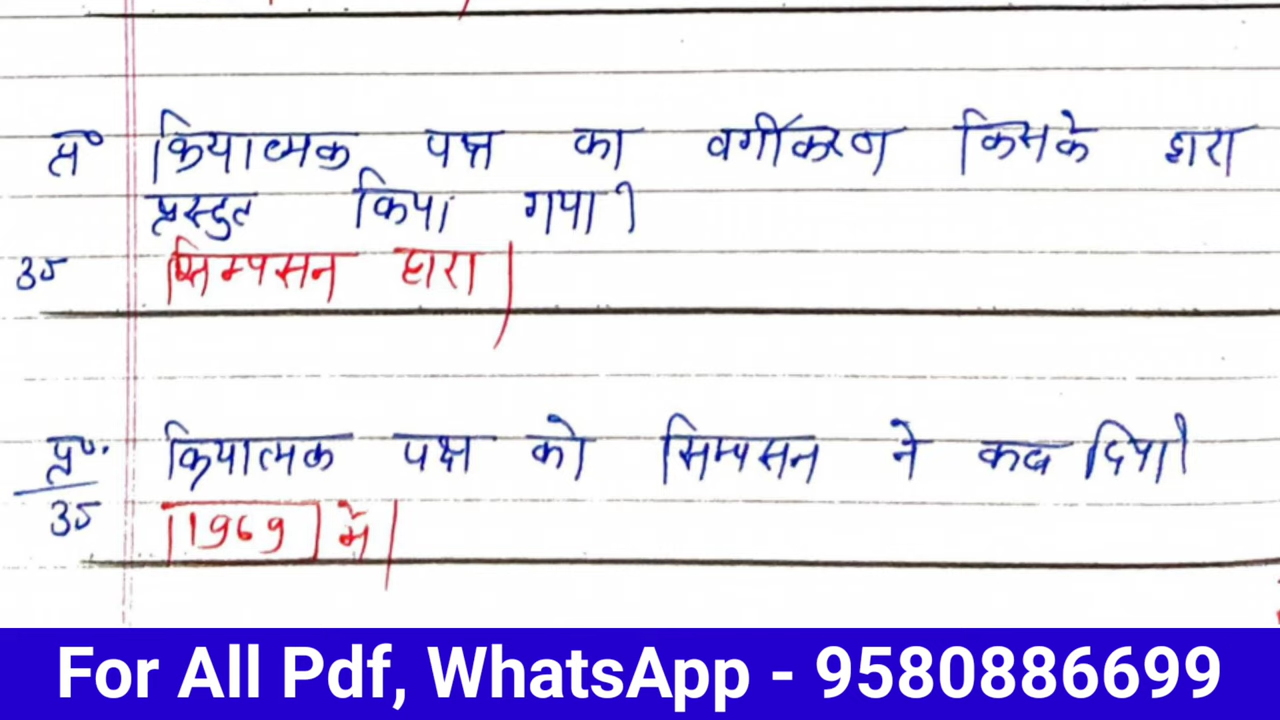 प्र० क्रियात्मक पक्ष का वर्गीकरण किसके द्वारा
प्रस्तुत किया गया?
उ० सिम्पसन द्वारा|
प्र०. क्रियात्मक पक्ष को सिम्पसन ने कब दिया?
उ० 1969 में|
For All Pdf, WhatsApp - 9580886699